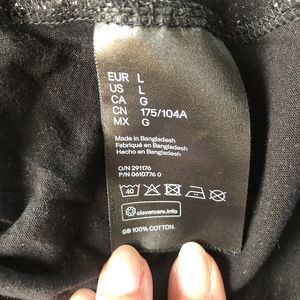 EUR L
US L
CA G
CN 175/104A
MX G
Made in Bangladesh
Fabriqué en Bangladesh
Hecho en Bangladesh
O/N 291176
P/N 0610776 0
40
clevercare.info
GB 100% COTTON.